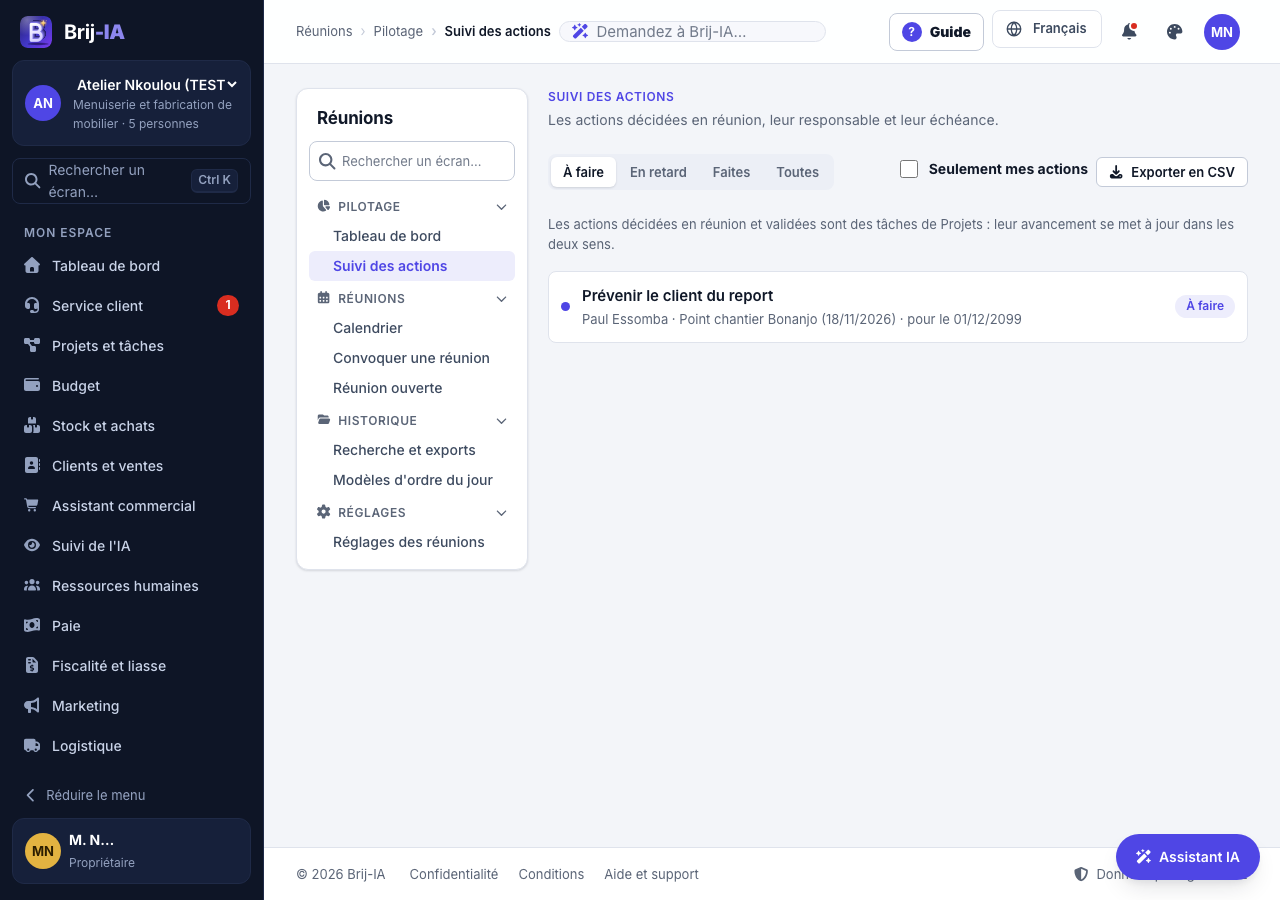 Brij-IA
AN
Atelier Nkoulou (TEST
Menuiserie et fabrication de
mobilier · 5 personnes
Rechercher un
écran...
Ctrl K
MON ESPACE
Tableau de bord
Service client
1
Projets et tâches
Budget
Stock et achats
Clients et ventes
Assistant commercial
Suivi de l'IA
Ressources humaines
Paie
Fiscalité et liasse
Marketing
Logistique
Réduire le menu
MN
M. N...
Propriétaire
Réunions
Pilotage
Suivi des actions
Demandez à Brij-IA...
? Guide
Français
MN
Réunions
Rechercher un écran...
PILOTAGE
Tableau de bord
Suivi des actions
RÉUNIONS
Calendrier
Convoquer une réunion
Réunion ouverte
HISTORIQUE
Recherche et exports
Modèles d'ordre du jour
RÉGLAGES
Réglages des réunions
SUIVI DES ACTIONS
Les actions décidées en réunion, leur responsable et leur échéance.
À faire
En retard
Faites
Toutes
Seulement mes actions
Exporter en CSV
Les actions décidées en réunion et validées sont des tâches de Projets : leur avancement se met à jour dans les
deux sens.
Prévenir le client du report
Paul Essomba · Point chantier Bonanjo (18/11/2026) · pour le 01/12/2099
À faire
© 2026 Brij-IA
Confidentialité
Conditions
Aide et support
Assistant IA